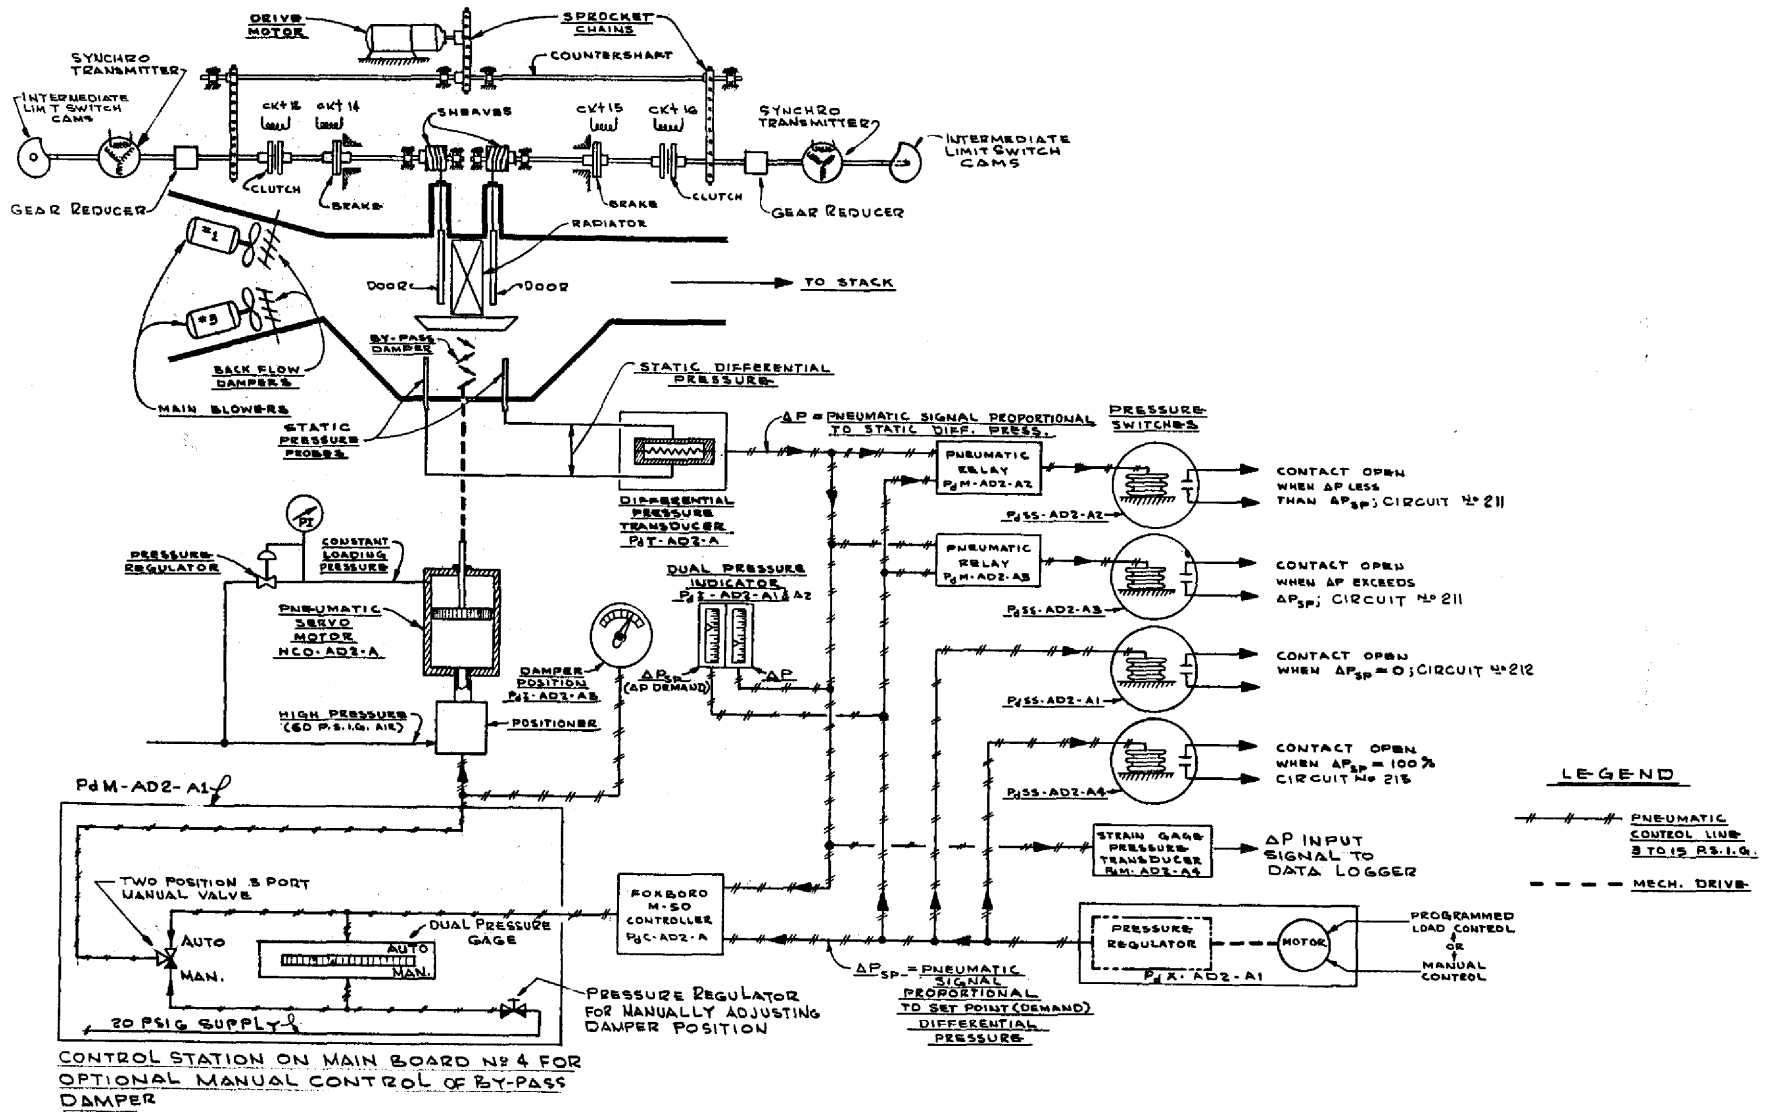 DRIVE
MOTOR
SPROCKET
CHAINS
COUNTERSHAFT
SYNCHRO
TRANSMITTER
INTERMEDIATE
LIMIT SWITCH
CAMS
CKT 14
SHEAVES
CKT 15
CKT 16
SYNCHRO
TRANSMITTER
INTERMEDIATE
LIMIT SWITCH
CAMS
CLUTCH
BRAKE
BRAKE
CLUTCH
GEAR REDUCER
GEAR REDUCER
RADIATOR
#1
DOOR
DOOR
TO STACK
#3
BY-PASS
DAMPER
BACK FLOW
DAMPERS
MAIN BLOWERS
STATIC DIFFERENTIAL
PRESSURE
STATIC
PRESSURE
PROBES
ΔP = PNEUMATIC SIGNAL PROPORTIONAL
TO STATIC DIFF. PRESS.
PRESSURE
SWITCHES
PNEUMATIC
RELAY
PdM-AD2-A2
CONTACT OPEN
WHEN ΔP LESS
THAN ΔPSP; CIRCUIT Nº 211
PdSS-AD2-A2
DIFFERENTIAL
PRESSURE
TRANSDUCER
PdT-AD2-A
PI
CONSTANT
LOADING
PRESSURE
PRESSURE
REGULATOR
PNEUMATIC
RELAY
PdM-AD2-A3
CONTACT OPEN
WHEN ΔP EXCEEDS
ΔPSP; CIRCUIT Nº 211
PdSS-AD2-A3
DUAL PRESSURE
INDICATOR
PdI-AD2-A1 & A2
PNEUMATIC
SERVO
MOTOR
HCO-AD2-A
DAMPER
POSITION
PdI-AD2-A3
ΔPSP
(ΔP DEMAND)
ΔP
CONTACT OPEN
WHEN ΔPSP = 0; CIRCUIT Nº 212
PdSS-AD2-A1
HIGH PRESSURE
(60 P.S.I.G. AIR)
POSITIONER
CONTACT OPEN
WHEN ΔPSP = 100%
CIRCUIT Nº 213
PdSS-AD2-A4
LEGEND
PNEUMATIC
CONTROL LINE
3 TO 15 P.S.I.G.
MECH. DRIVE
PdM-AD2-A1
STRAIN GAGE
PRESSURE
TRANSDUCER
PdM-AD2-A4
ΔP INPUT
SIGNAL TO
DATA LOGGER
TWO POSITION 3 PORT
MANUAL VALVE
FOXBORO
M-50
CONTROLLER
PdC-AD2-A
DUAL PRESSURE
GAGE
AUTO
MAN.
AUTO
MAN.
PRESSURE
REGULATOR
MOTOR
PdX-AD2-A1
PROGRAMMED
LOAD CONTROL
OR
MANUAL
CONTROL
ΔPSP = PNEUMATIC
SIGNAL
PROPORTIONAL
TO SET POINT (DEMAND)
DIFFERENTIAL
PRESSURE
PRESSURE REGULATOR
FOR MANUALLY ADJUSTING
DAMPER POSITION
20 PSIG SUPPLY
CONTROL STATION ON MAIN BOARD Nº 4 FOR
OPTIONAL MANUAL CONTROL OF BY-PASS
DAMPER